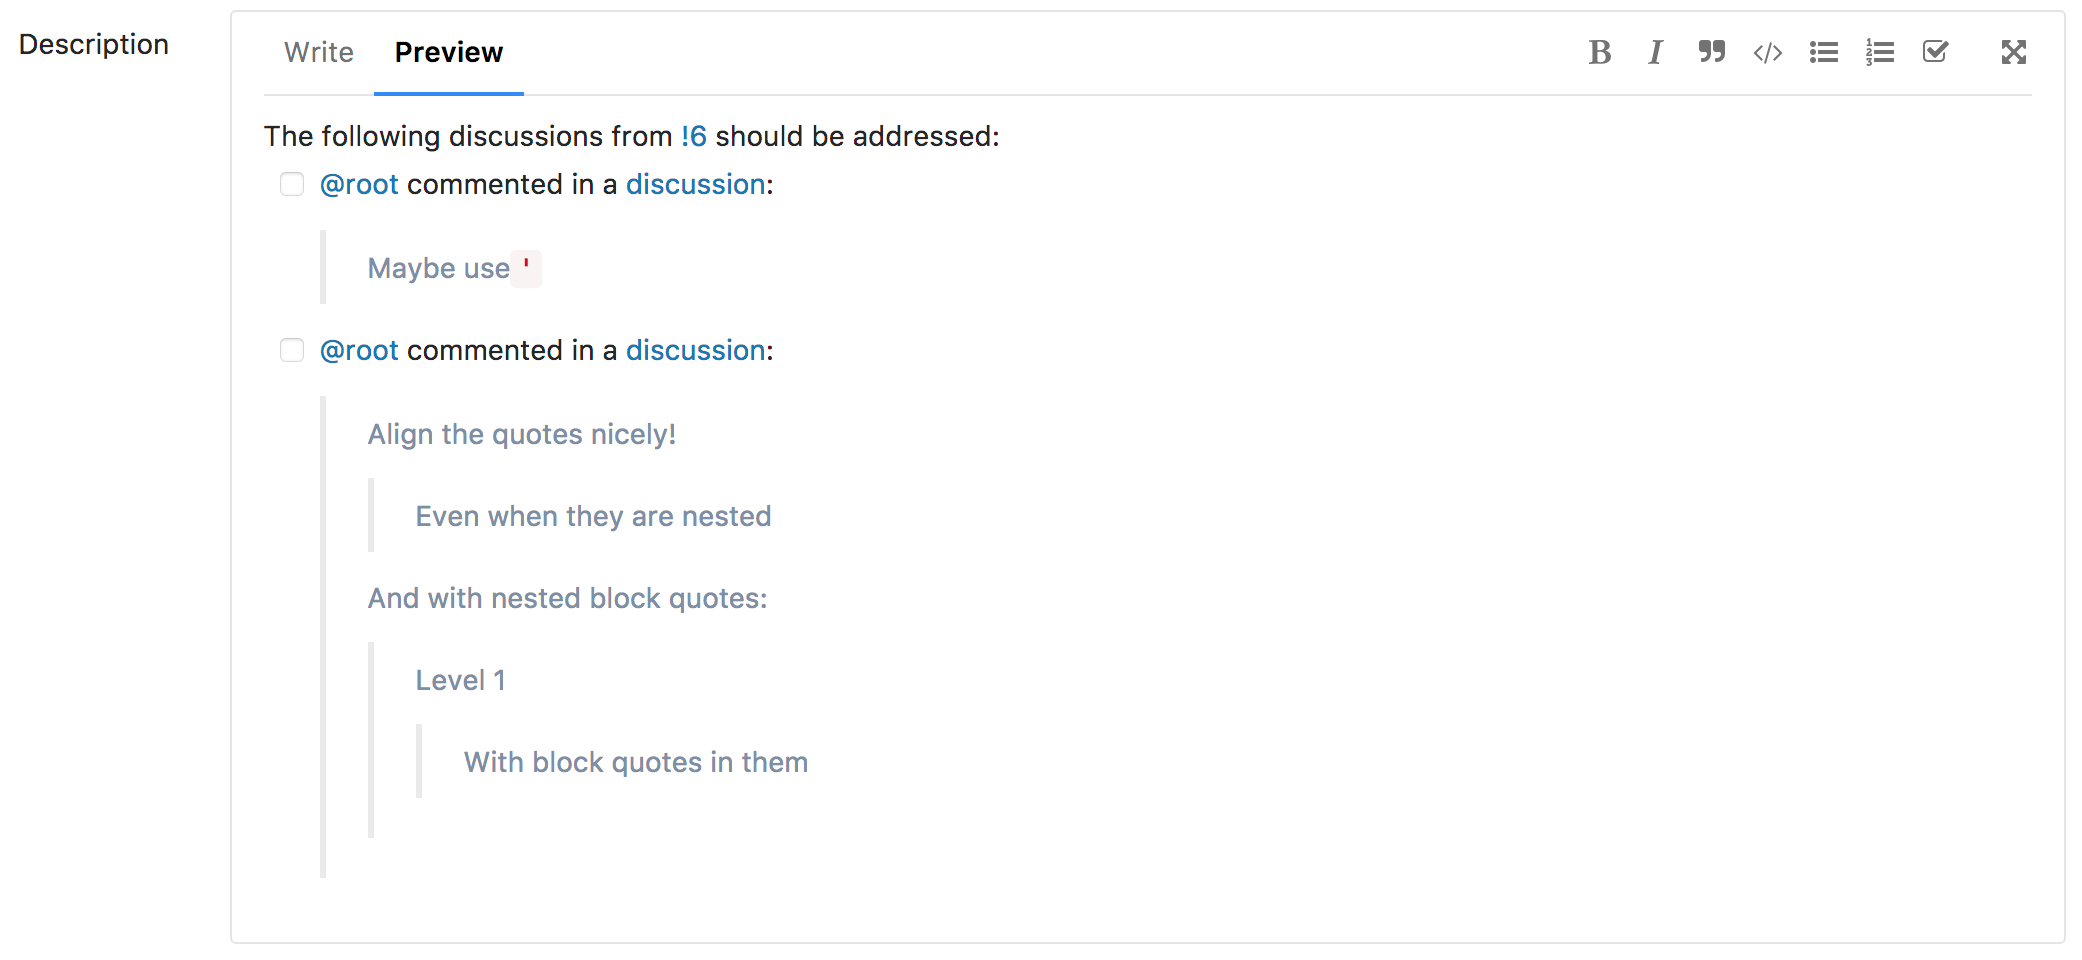 Description
Write Preview
The following discussions from !6 should be addressed:
@root commented in a discussion:
Maybe use '
@root commented in a discussion:
Align the quotes nicely!
Even when they are nested
And with nested block quotes:
Level 1
With block quotes in them